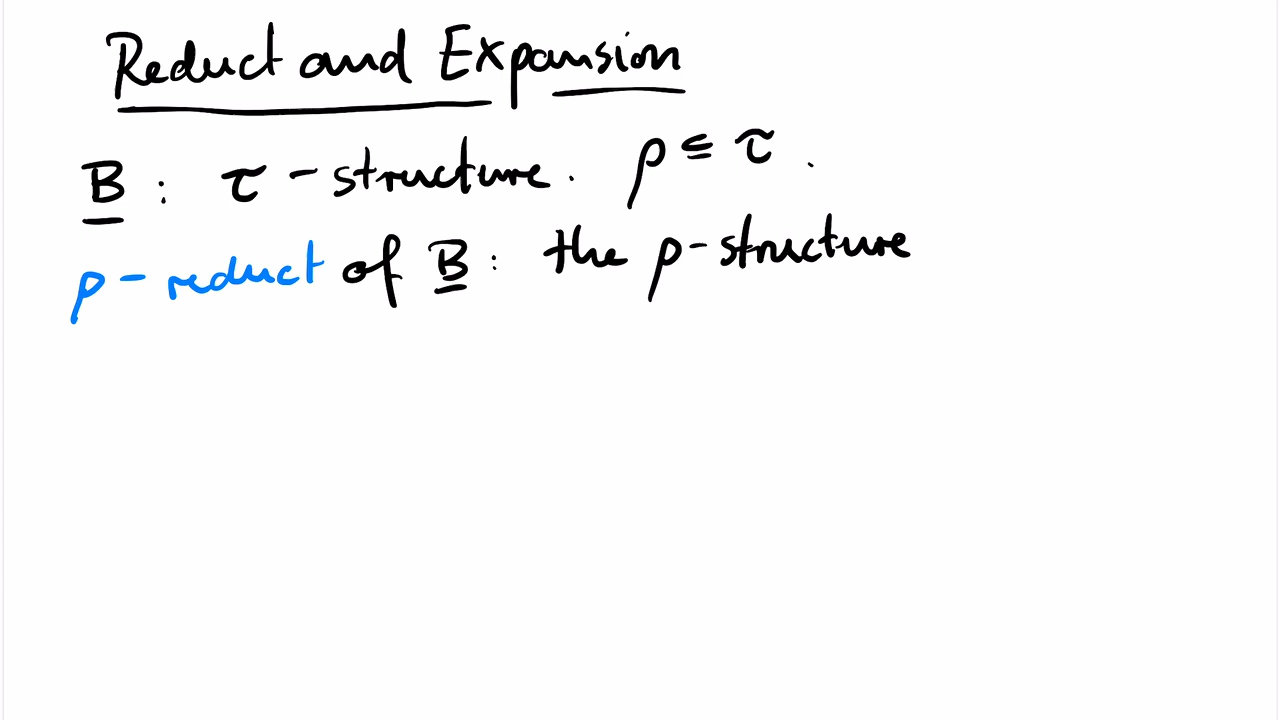 Reduct and Expansion
B : τ - structure. ρ ⊆ τ .
ρ - reduct of B : the ρ - structure